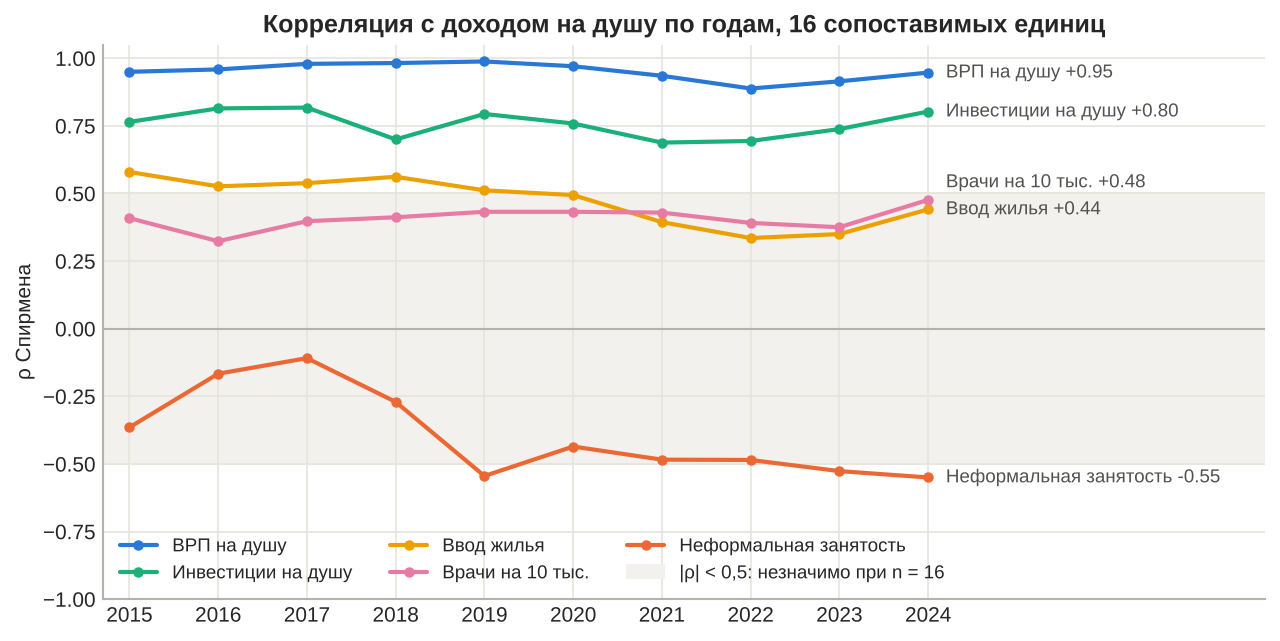 Корреляция с доходом на душу по годам, 16 сопоставимых единиц
ρ Спирмена
1.00
0.75
0.50
0.25
0.00
−0.25
−0.50
−0.75
−1.00
ВРП на душу +0.95
Инвестиции на душу +0.80
Врачи на 10 тыс. +0.48
Ввод жилья +0.44
Неформальная занятость -0.55
ВРП на душу
Инвестиции на душу
Ввод жилья
Врачи на 10 тыс.
Неформальная занятость
|ρ| < 0,5: незначимо при n = 16
2015 2016 2017 2018 2019 2020 2021 2022 2023 2024